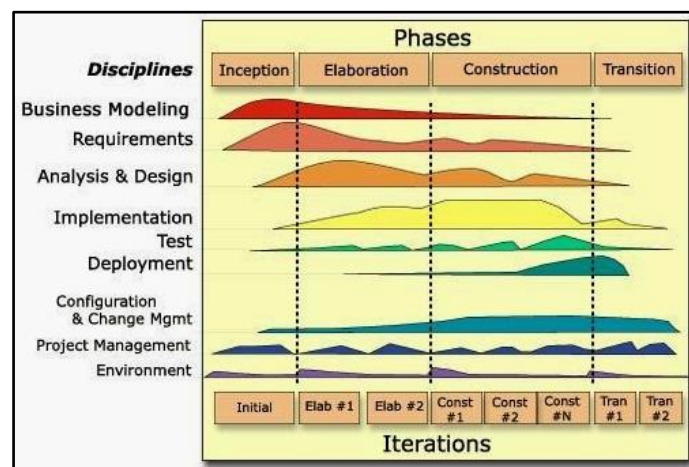 Phases
Disciplines
Inception
Elaboration
Construction
Transition
Business Modeling
Requirements
Analysis & Design
Implementation
Test
Deployment
Configuration
& Change Mgmt
Project Management
Environment
Initial
Elab #1
Elab #2
Const
#1
Const
#2
Const
#N
Tran
#1
Tran
#2
Iterations